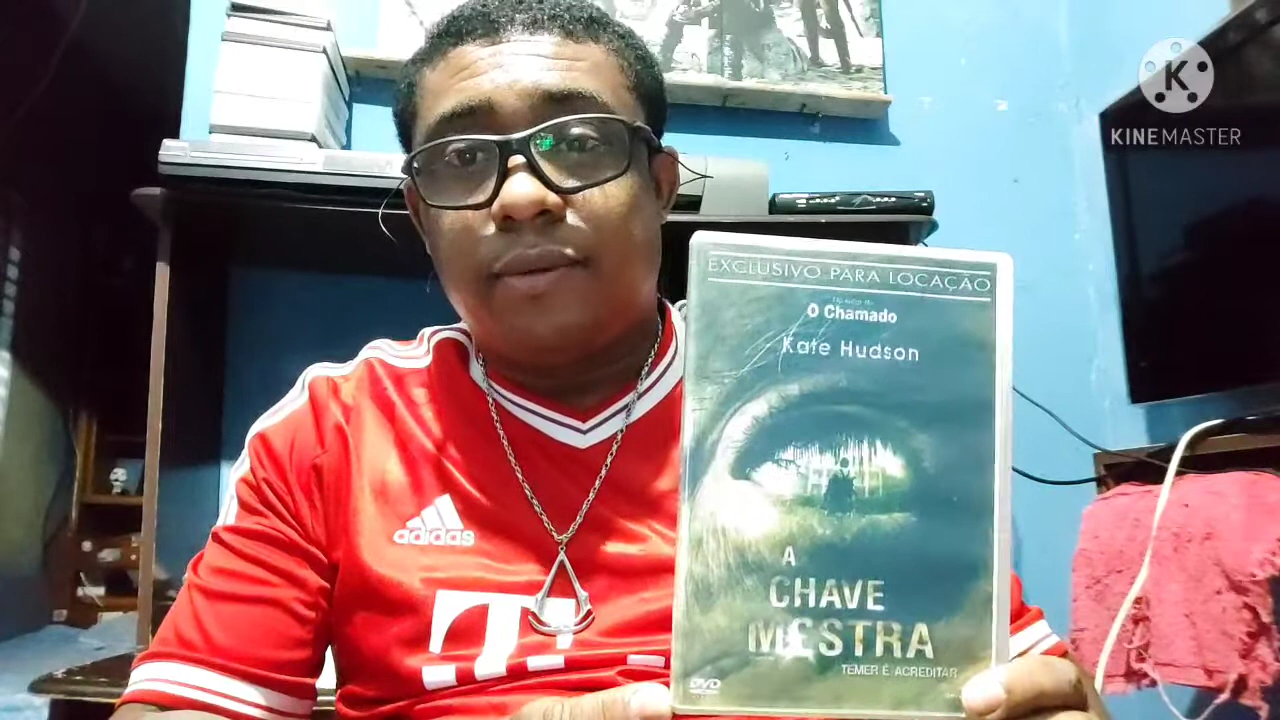 K
KINEMASTER
EXCLUSIVO PARA LOCAÇÃO
O Chamado
Kate Hudson
A
CHAVE
MESTRA
TEMER É ACREDITAR
DVD
adidas
T